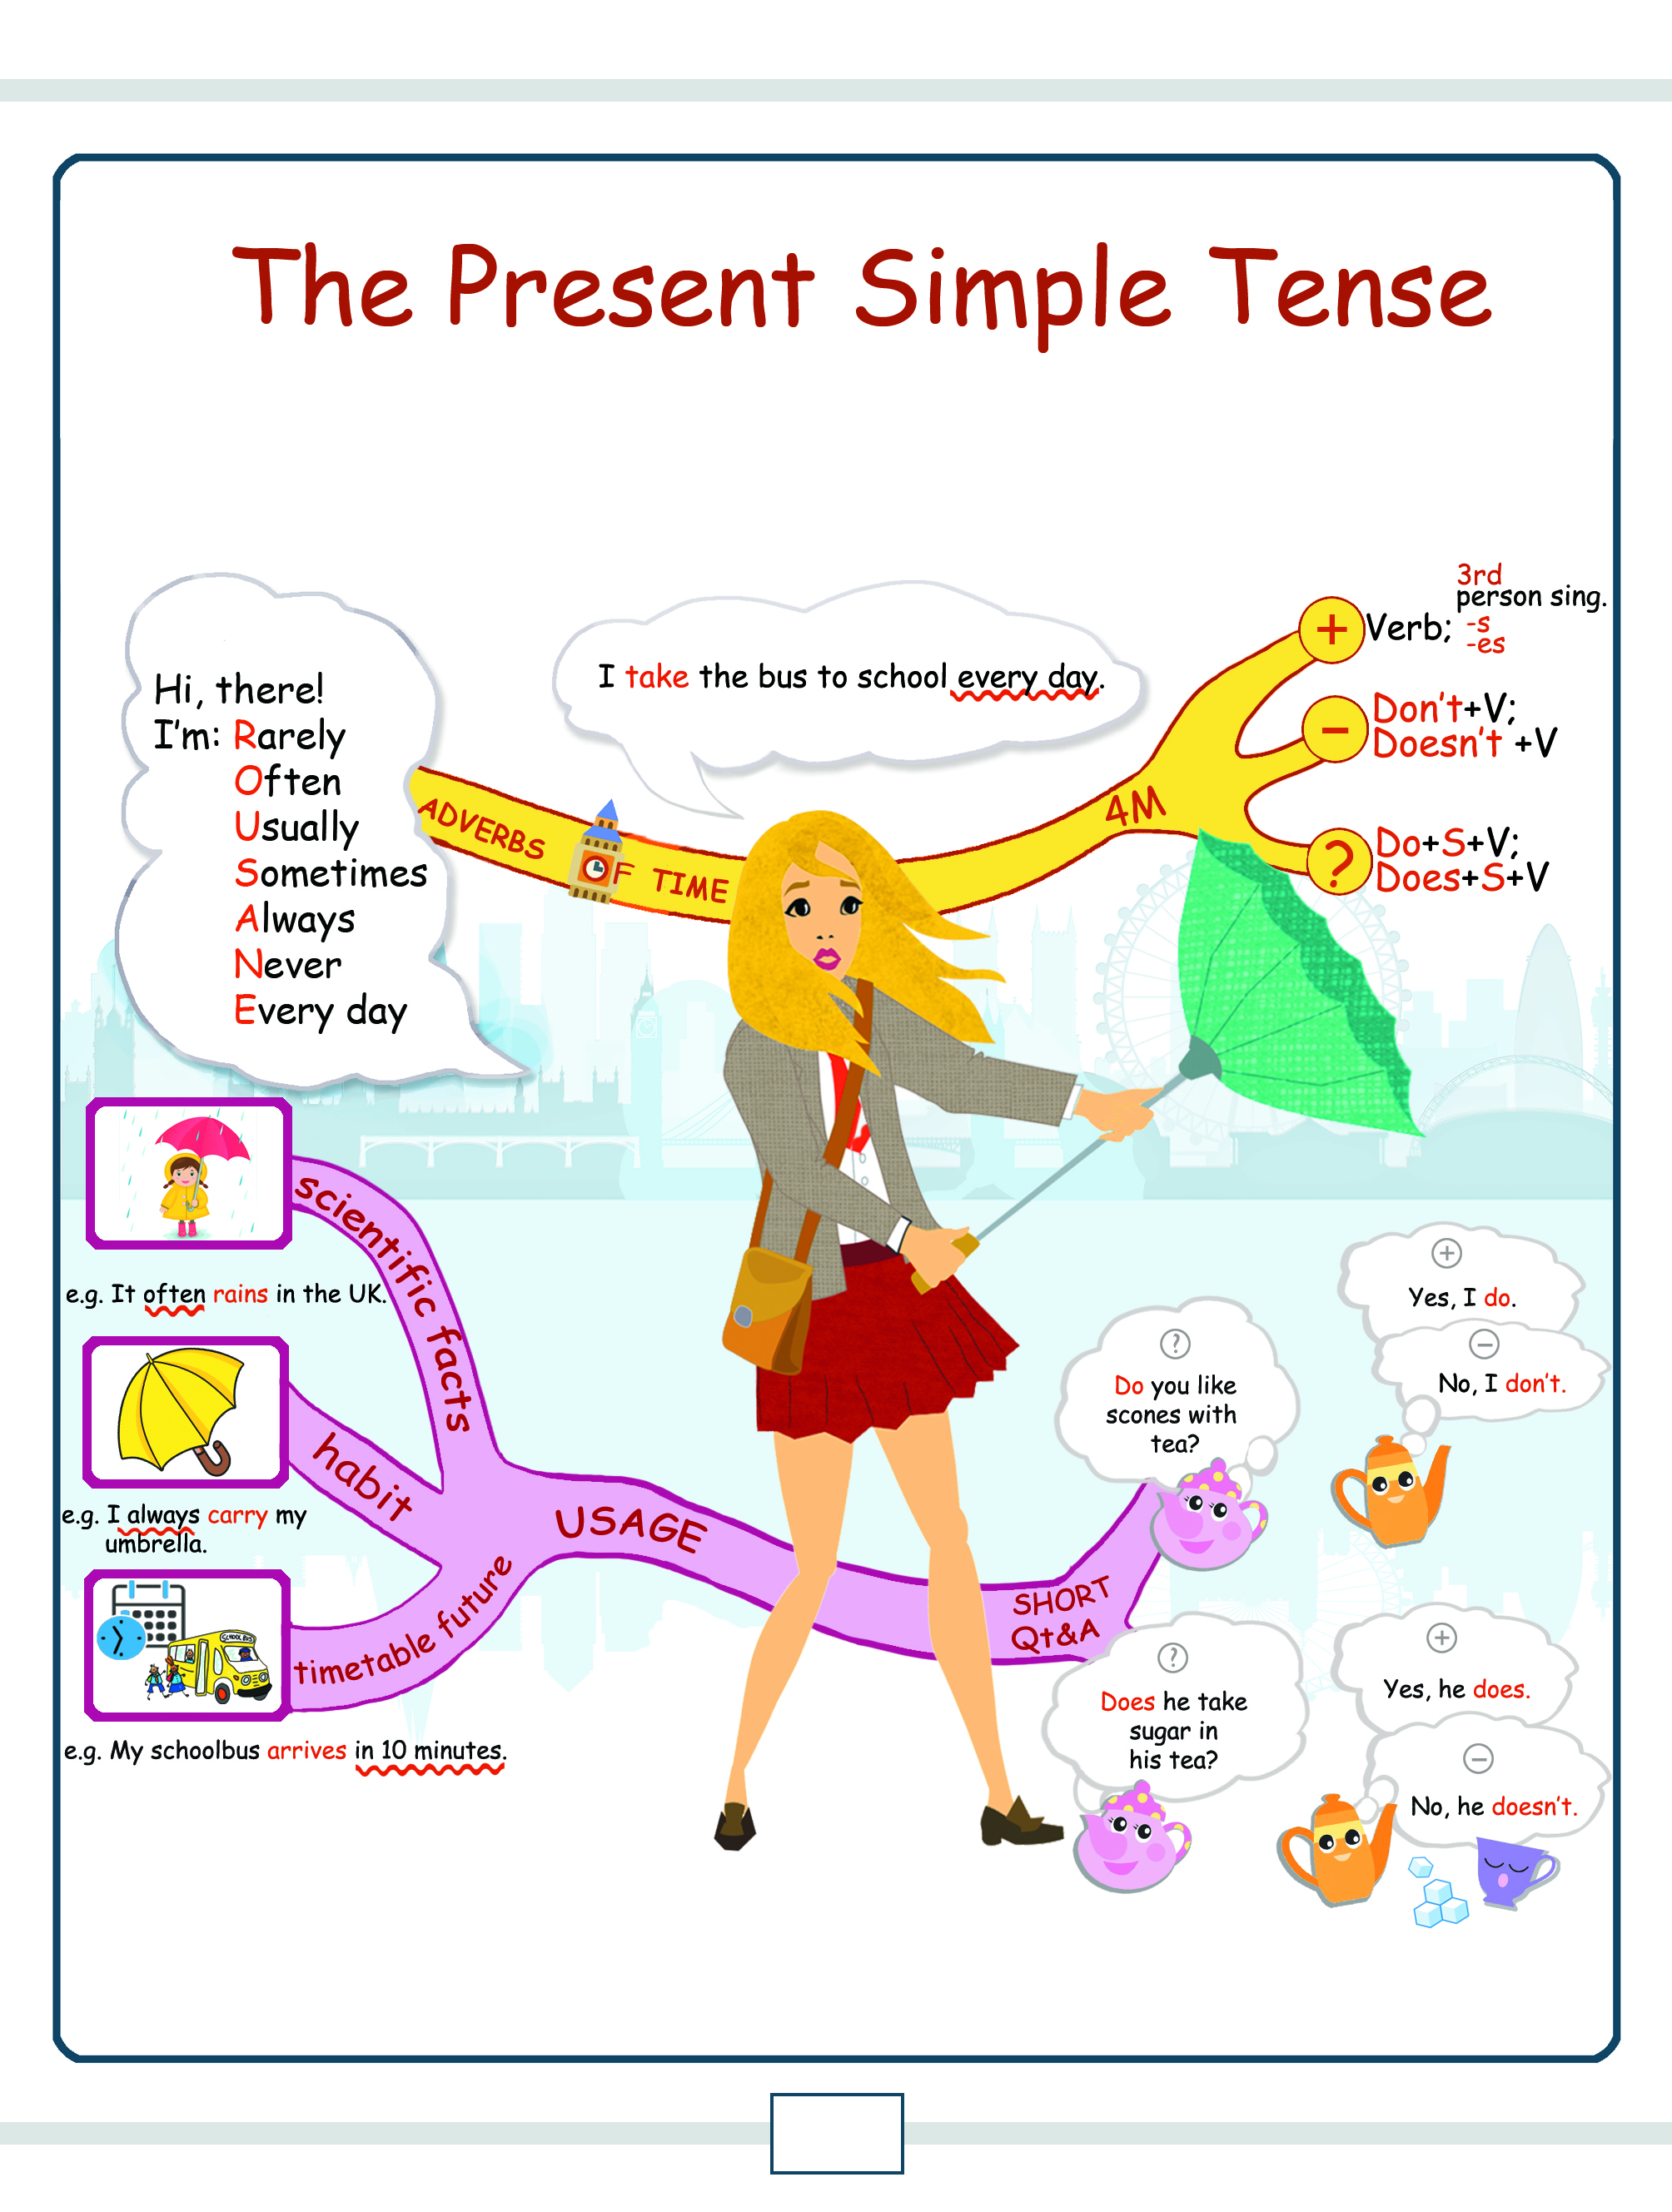 The Present Simple Tense
Hi, there!
I'm: Rarely
Often
Usually
Sometimes
Always
Never
Every day
I take the bus to school every day.
ADVERBS
F TIME
4M
+
Verb;
3rd
person sing.
-s
-es
-
Don't+V;
Doesn't +V
?
Do+S+V;
Does+S+V
scientific facts
e.g. It often rains in the UK.
habit
e.g. I always carry my
umbrella.
timetable future
SCHOOL BUS
e.g. My schoolbus arrives in 10 minutes.
USAGE
SHORT
Qt&A
?
Do you like
scones with
tea?
+
Yes, I do.
-
No, I don't.
?
Does he take
sugar in
his tea?
+
Yes, he does.
-
No, he doesn't.